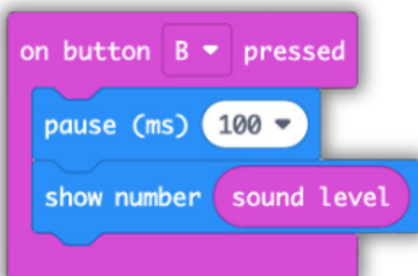 on button B pressed
pause (ms) 100
show number sound level